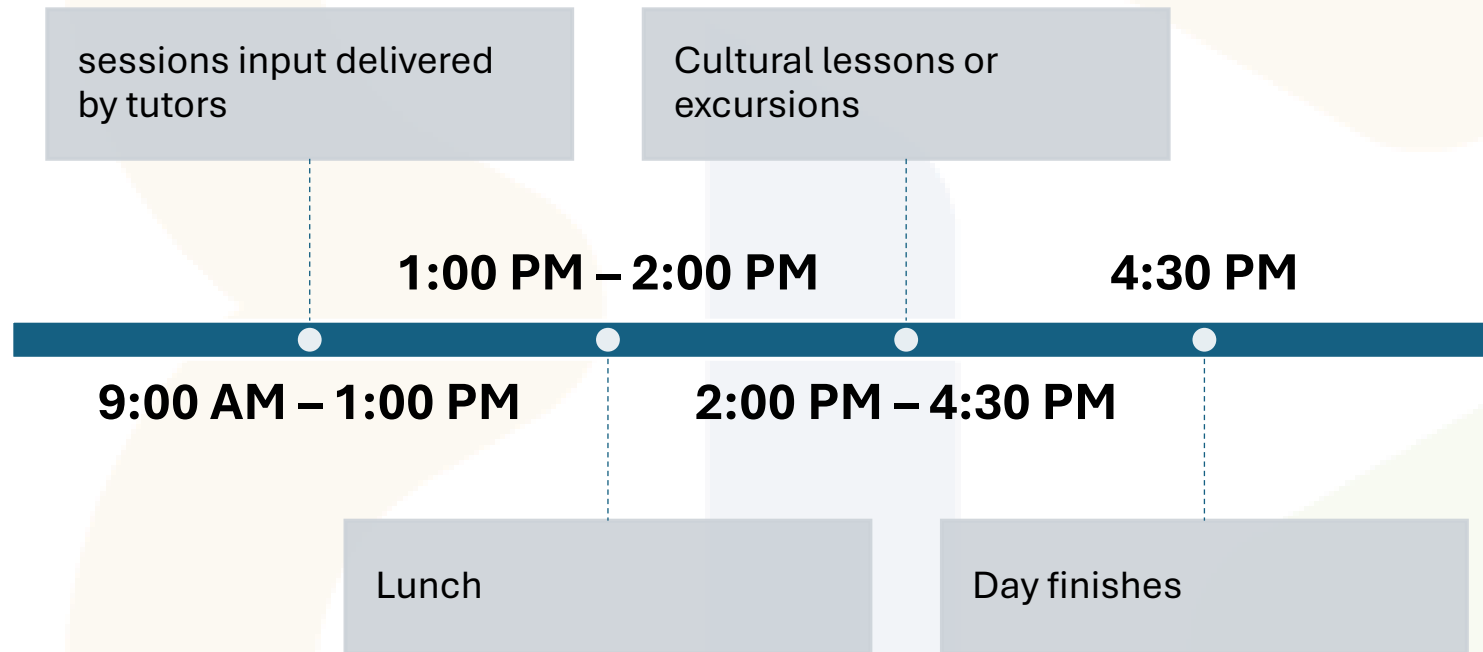 sessions input delivered
by tutors
Cultural lessons or
excursions
1:00 PM – 2:00 PM
4:30 PM
9:00 AM – 1:00 PM
2:00 PM – 4:30 PM
Lunch
Day finishes